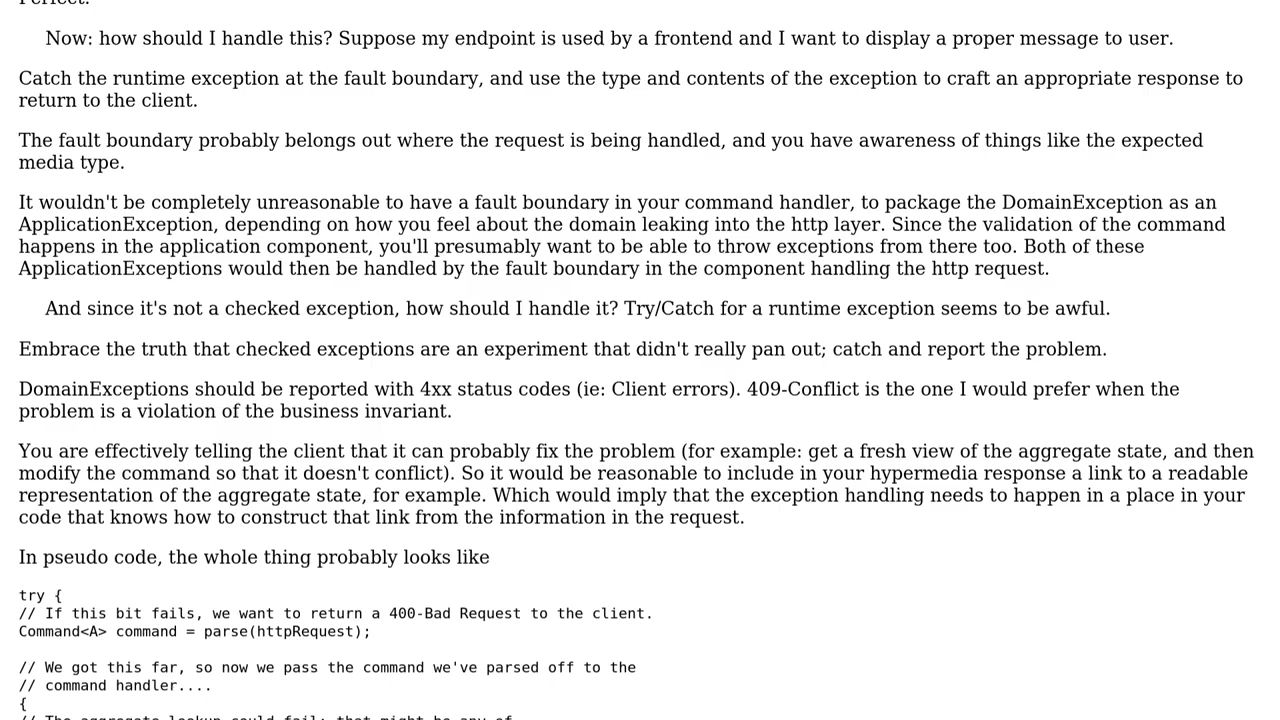 Perfect.
Now: how should I handle this? Suppose my endpoint is used by a frontend and I want to display a proper message to user.
Catch the runtime exception at the fault boundary, and use the type and contents of the exception to craft an appropriate response to
return to the client.
The fault boundary probably belongs out where the request is being handled, and you have awareness of things like the expected
media type.
It wouldn't be completely unreasonable to have a fault boundary in your command handler, to package the DomainException as an
ApplicationException, depending on how you feel about the domain leaking into the http layer. Since the validation of the command
happens in the application component, you'll presumably want to be able to throw exceptions from there too. Both of these
ApplicationExceptions would then be handled by the fault boundary in the component handling the http request.
And since it's not a checked exception, how should I handle it? Try/Catch for a runtime exception seems to be awful.
Embrace the truth that checked exceptions are an experiment that didn't really pan out; catch and report the problem.
DomainExceptions should be reported with 4xx status codes (ie: Client errors). 409-Conflict is the one I would prefer when the
problem is a violation of the business invariant.
You are effectively telling the client that it can probably fix the problem (for example: get a fresh view of the aggregate state, and then
modify the command so that it doesn't conflict). So it would be reasonable to include in your hypermedia response a link to a readable
representation of the aggregate state, for example. Which would imply that the exception handling needs to happen in a place in your
code that knows how to construct that link from the information in the request.
In pseudo code, the whole thing probably looks like
try {
// If this bit fails, we want to return a 400-Bad Request to the client.
Command<A> command = parse(httpRequest);
// We got this far, so now we pass the command we've parsed off to the
// command handler....
{
// The aggregate lookup could fail; that might be any of